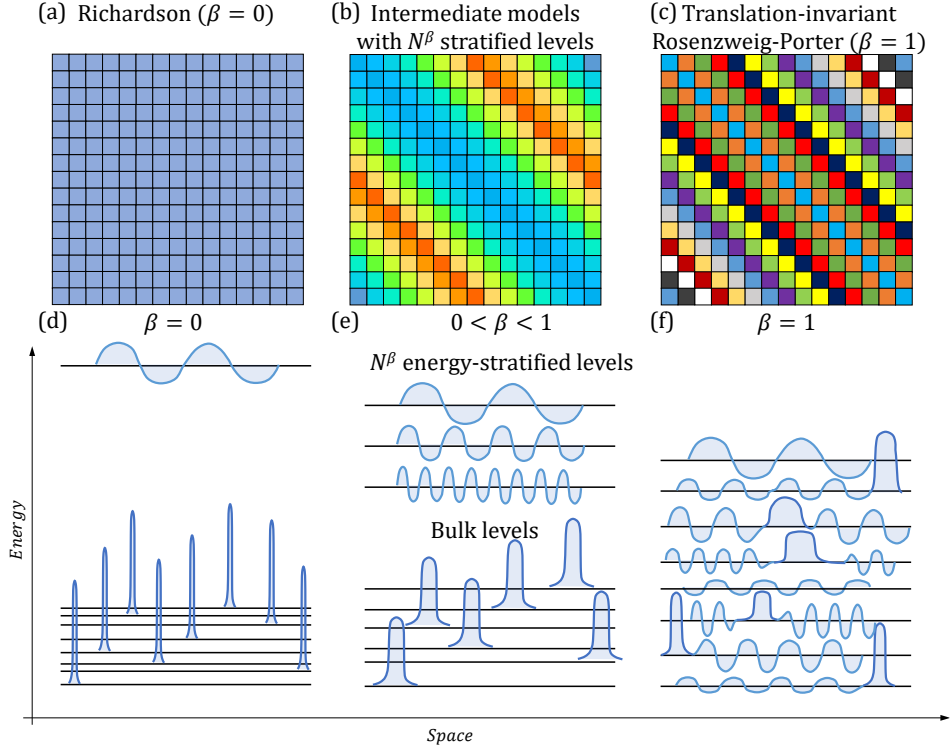 (a) Richardson (β = 0)
(b) Intermediate models
with N^β stratified levels
(c) Translation-invariant
Rosenzweig-Porter (β = 1)
(d) β = 0
(e) 0 < β < 1
(f) β = 1
N^β energy-stratified levels
Bulk levels
Energy
Space